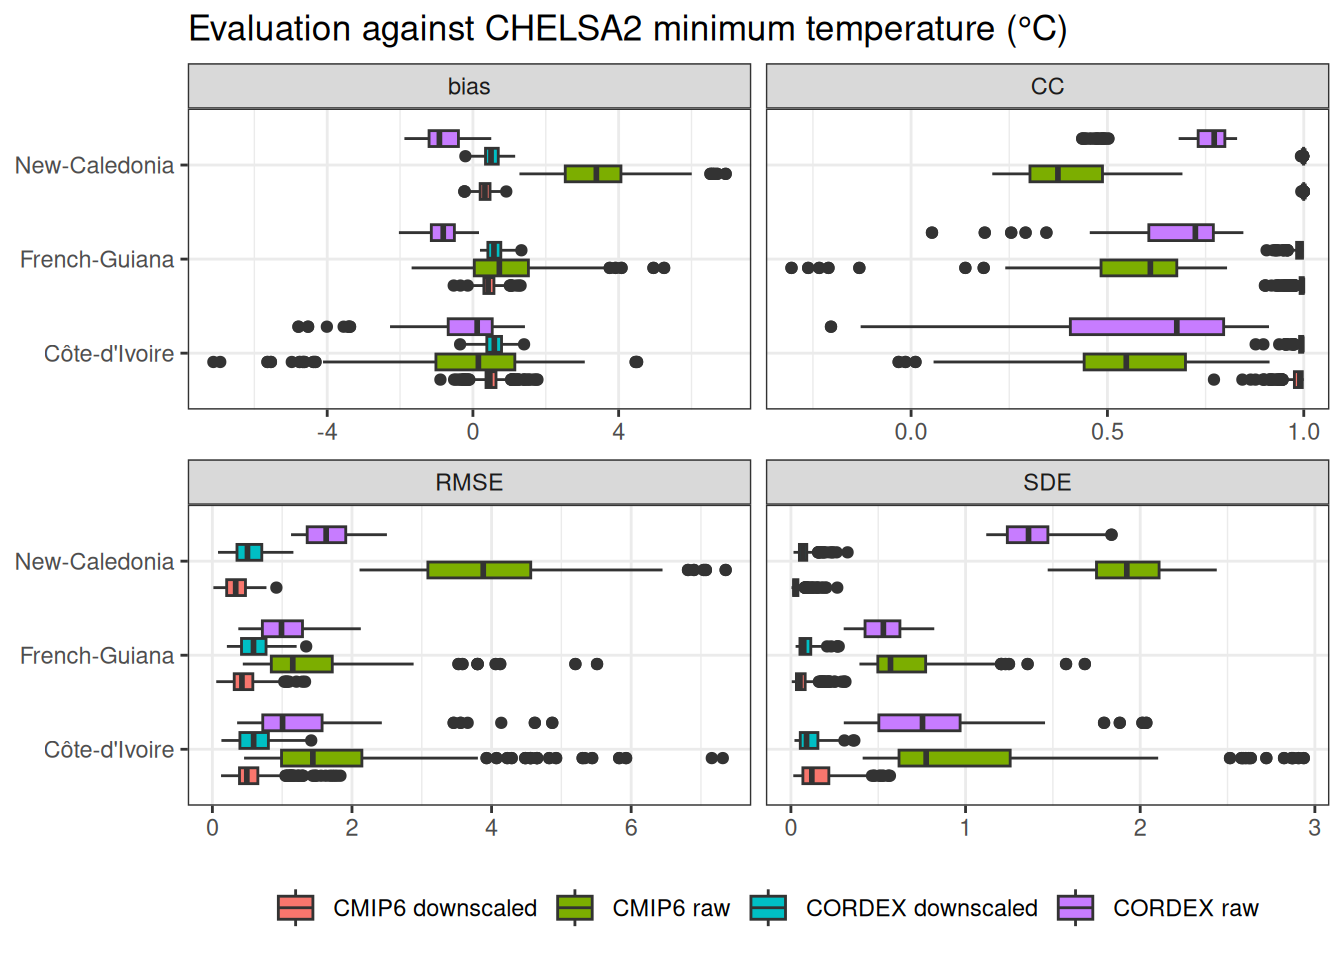 Evaluation against CHELSA2 minimum temperature (°C)
bias
CC
New-Caledonia
French-Guiana
Côte-d'Ivoire
-4 0 4
0.0 0.5 1.0
RMSE
SDE
New-Caledonia
French-Guiana
Côte-d'Ivoire
0 2 4 6
0 1 2 3
CMIP6 downscaled CMIP6 raw CORDEX downscaled CORDEX raw